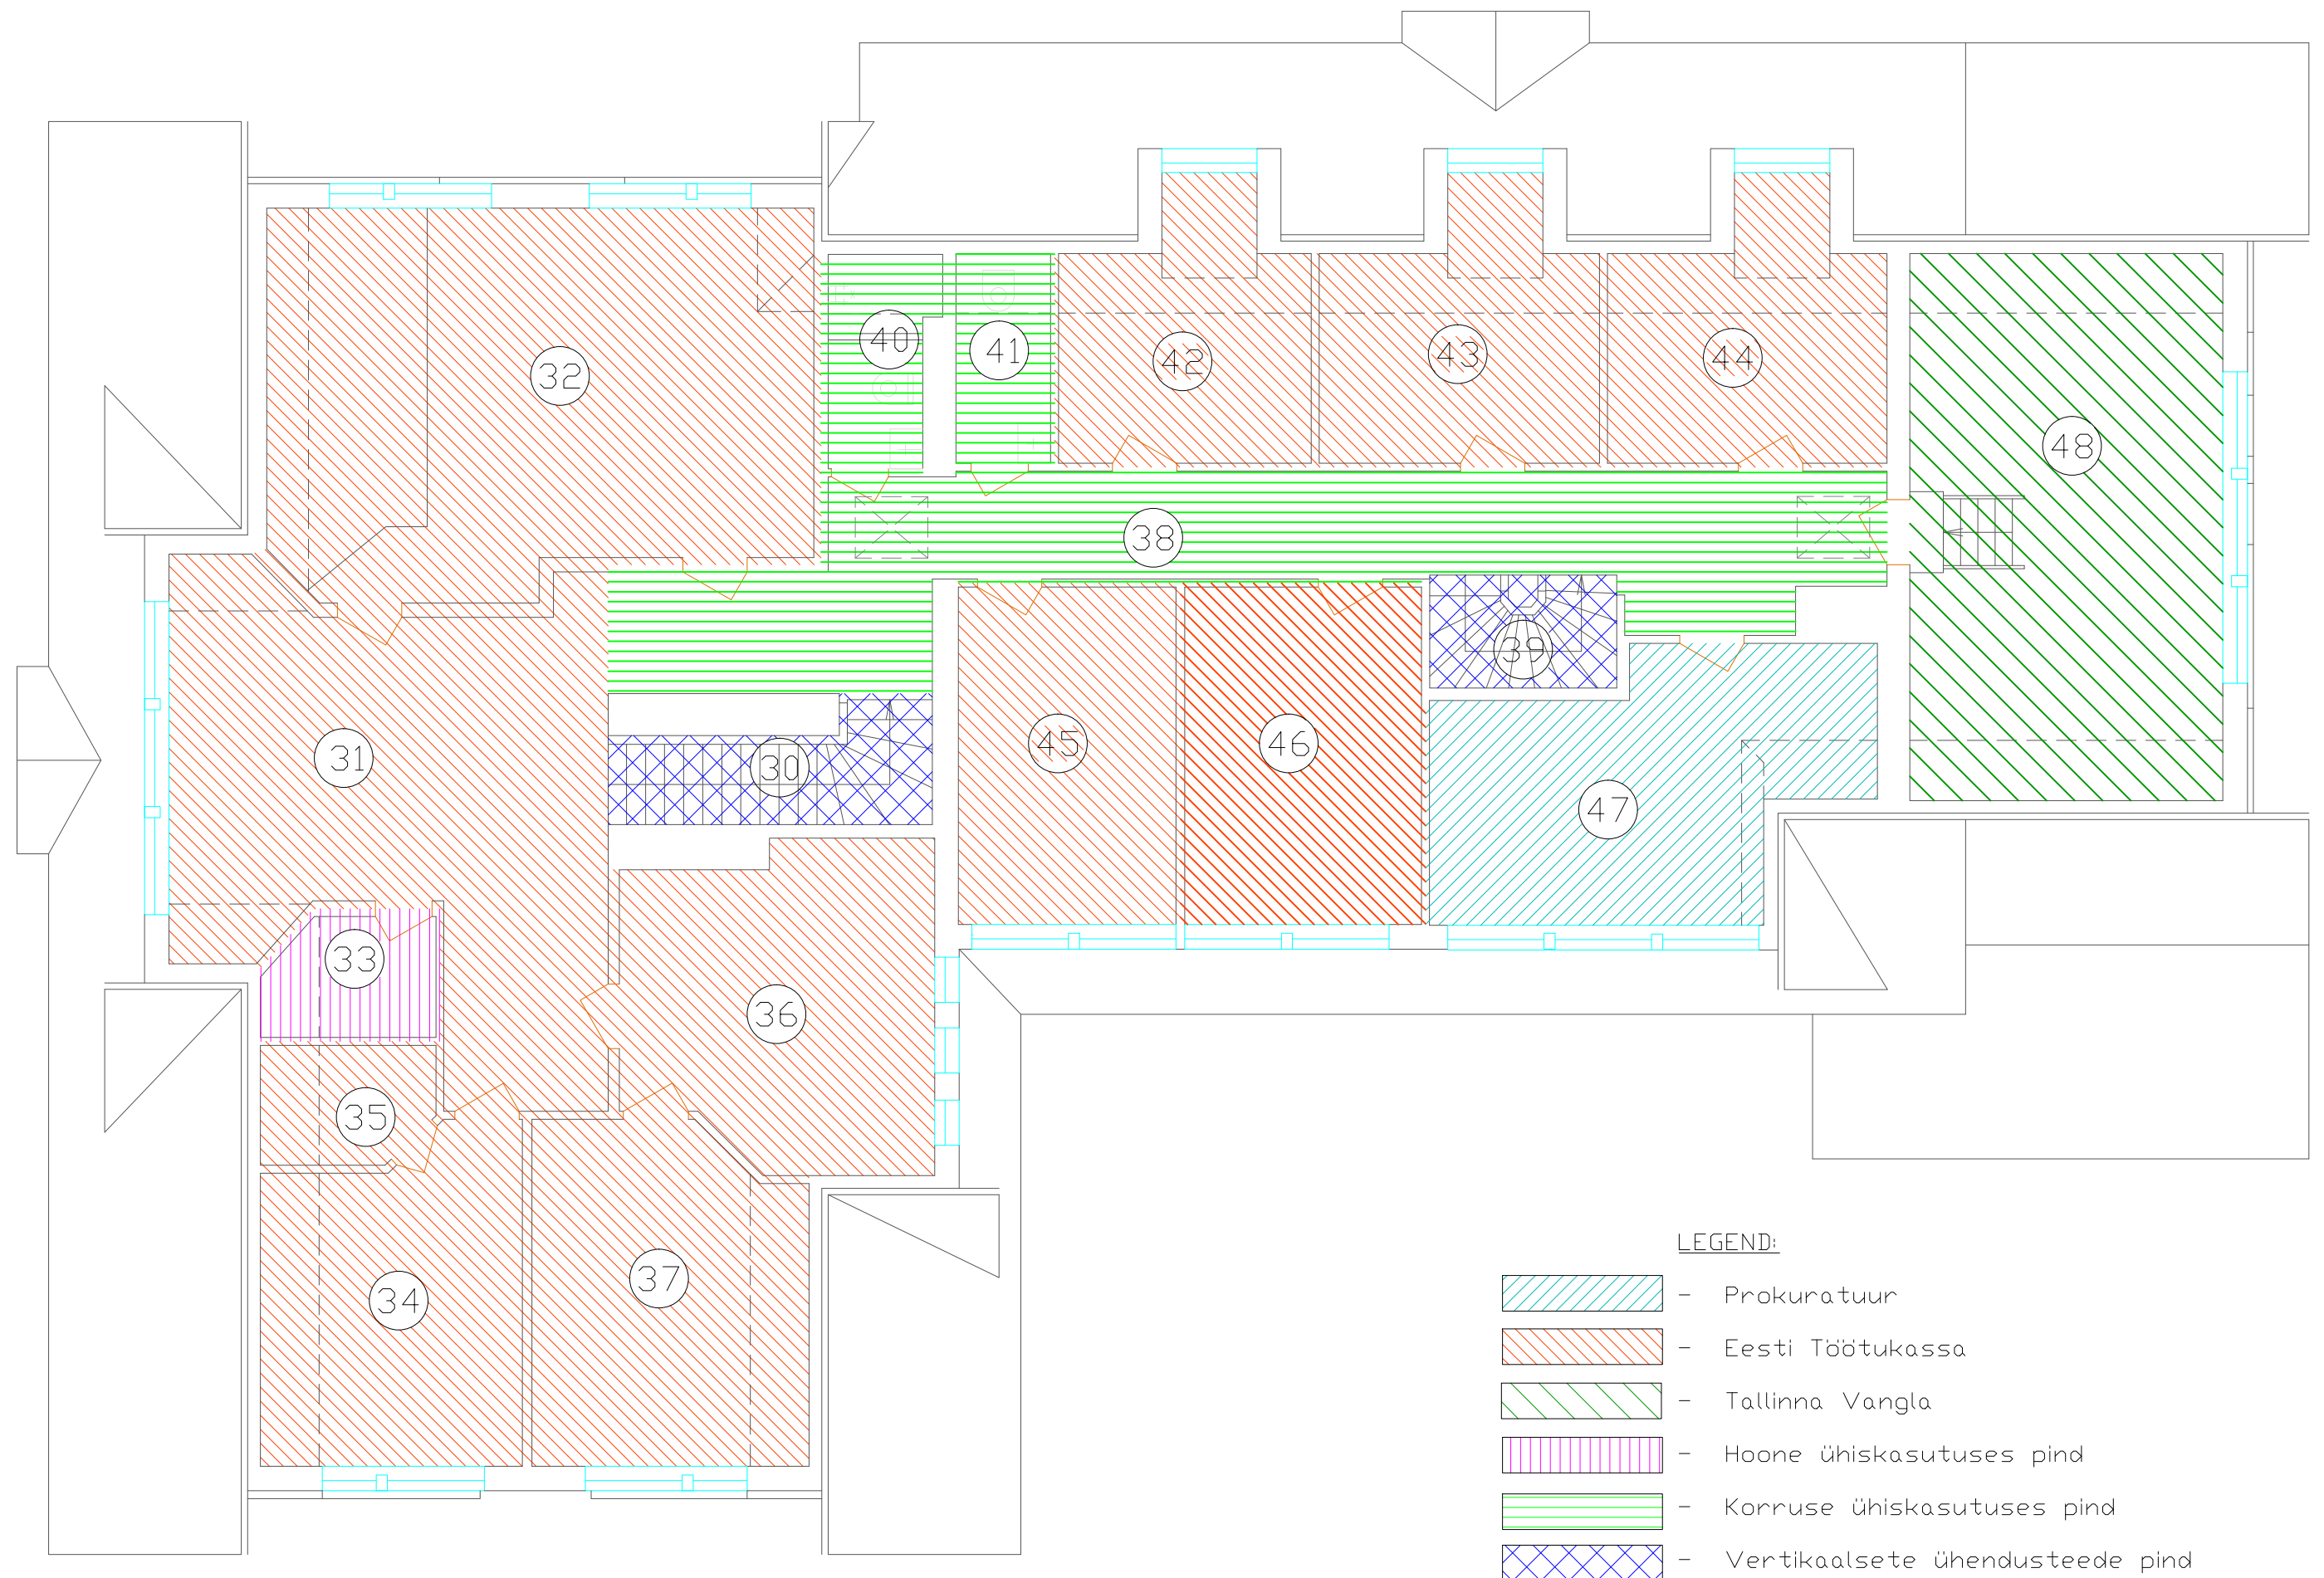 40
41
42
43
44
32
48
38
39
31
45
46
30
47
33
36
35
37
34
LEGEND:
- Prokuratuur
- Eesti Töötukassa
- Tallinna Vangla
- Hoone ühiskasutuses pind
- Korruse ühiskasutuses pind
- Vertikaalsete ühendusteede pind